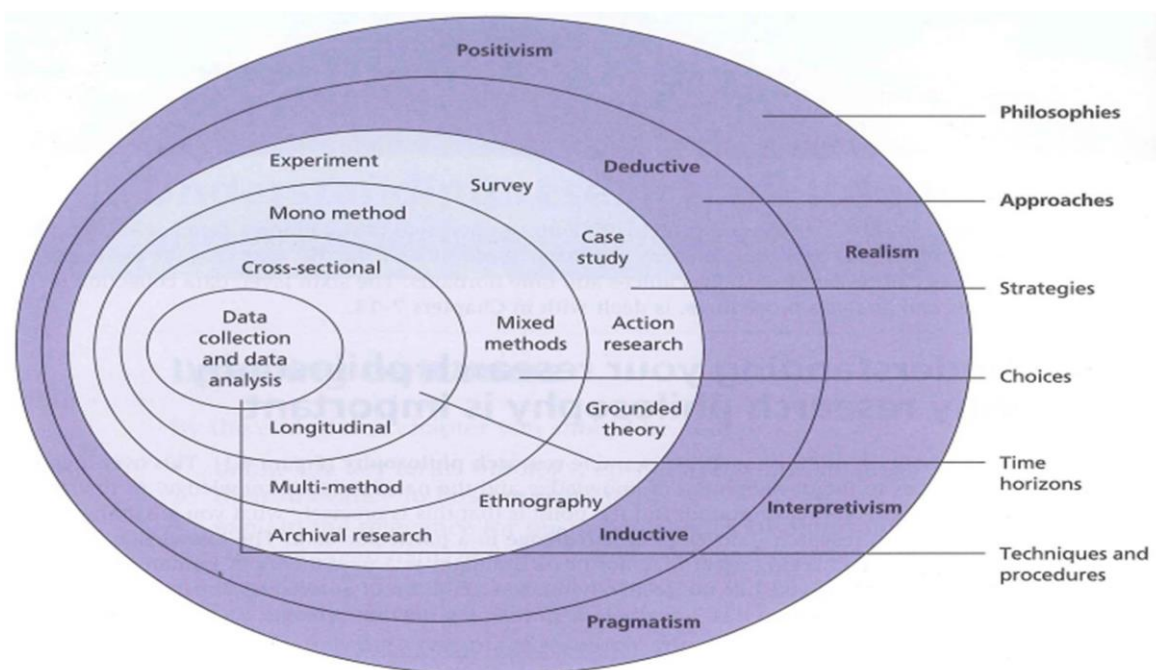 Positivism
Philosophies
Experiment
Deductive
Survey
Approaches
Mono method
Case
study
Realism
Cross-sectional
Strategies
Data
collection
and data
analysis
Mixed
methods
Action
research
Choices
Grounded
theory
Longitudinal
Time
horizons
Multi-method
Ethnography
Interpretivism
Archival research
Inductive
Techniques and
procedures
Pragmatism